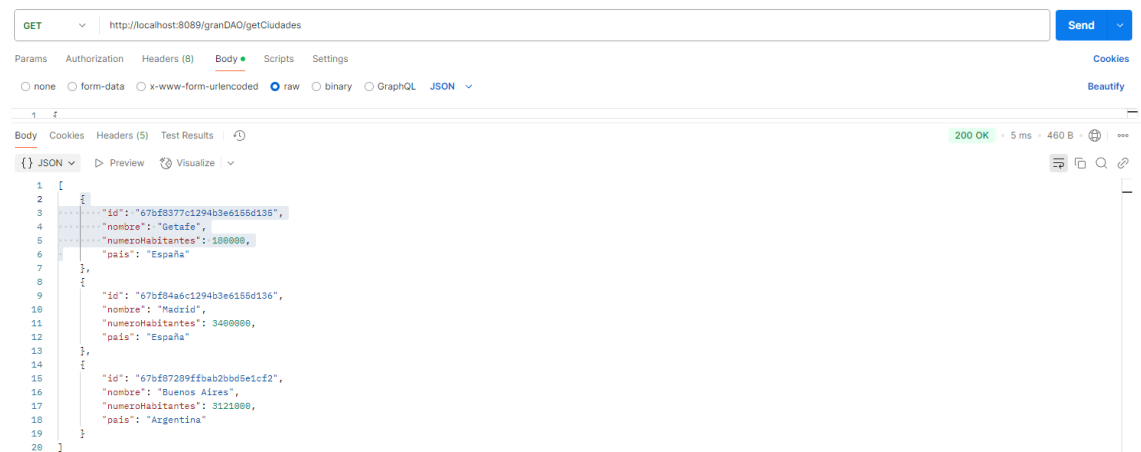 GET http://localhost:8089/granDAO/getCiudades Send
Params Authorization Headers (8) Body Scripts Settings Cookies
none form-data x-www-form-urlencoded raw binary GraphQL JSON Beautify
1 {
Body Cookies Headers (5) Test Results 200 OK 5 ms 460 B
{} JSON Preview Visualize
1 [
2 {
3 "id": "67bf8377c1294b3e6155d135",
4 "nombre": "Getafe",
5 "numeroHabitantes": 180000,
6 "pais": "España"
7 },
8 {
9 "id": "67bf84a6c1294b3e6155d136",
10 "nombre": "Madrid",
11 "numeroHabitantes": 3400000,
12 "pais": "España"
13 },
14 {
15 "id": "67bf87289ffbab2bbd5e1cf2",
16 "nombre": "Buenos Aires",
17 "numeroHabitantes": 3121000,
18 "pais": "Argentina"
19 }
20 ]